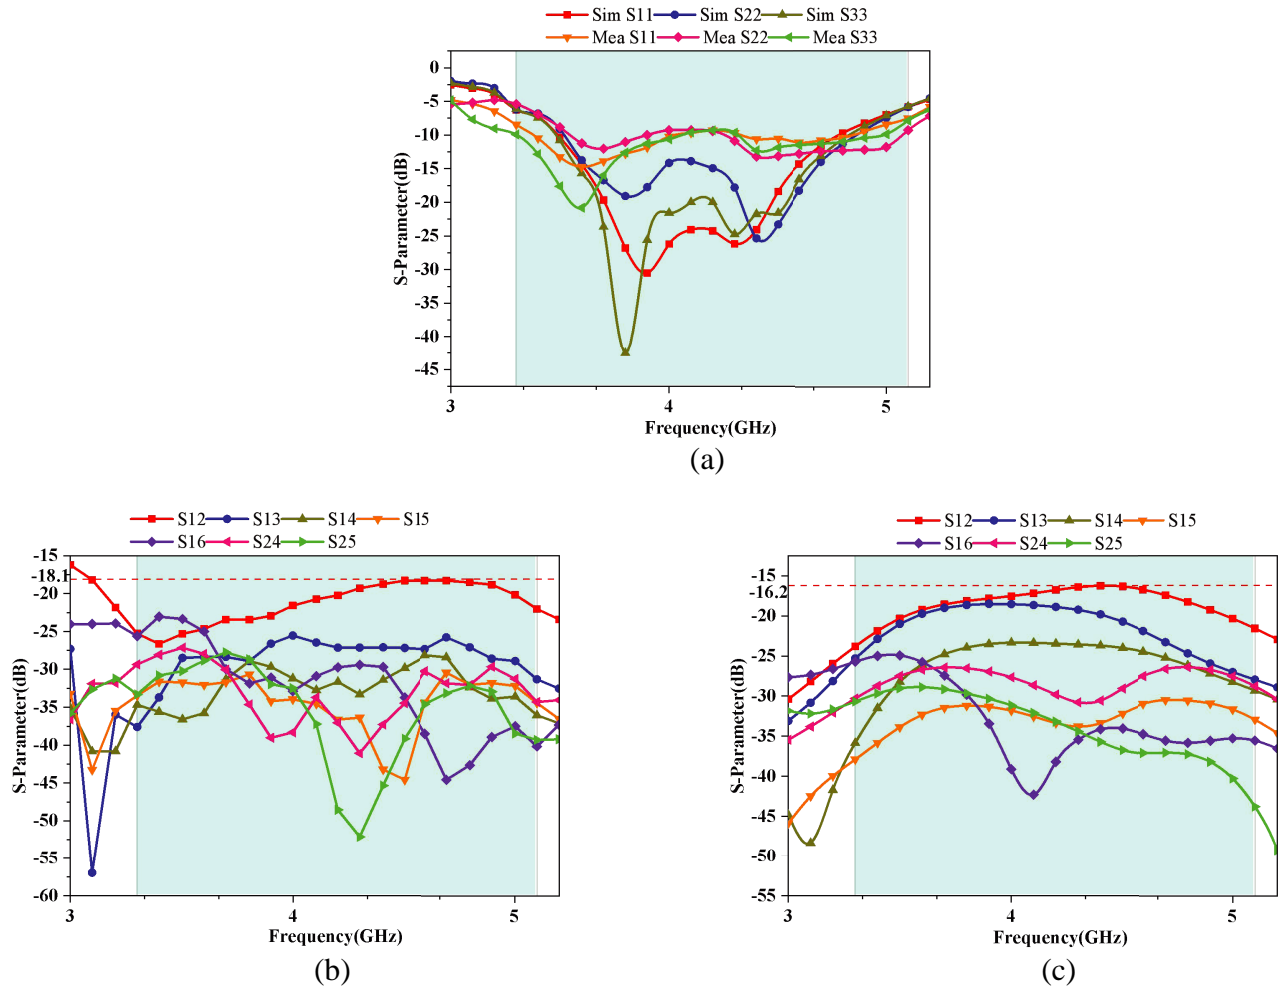 Sim S11 Sim S22 Sim S33
Mea S11 Mea S22 Mea S33
0
-5
-10
-15
-20
-25
-30
-35
-40
-45
S-Parameter(dB)
3 4 5
Frequency(GHz)
(a)
S12 S13 S14 S15
S16 S24 S25
-15
-18.1
-20
-25
-30
-35
-40
-45
-50
-55
-60
S-Parameter(dB)
3 4 5
Frequency(GHz)
(b)
S12 S13 S14 S15
S16 S24 S25
-15
-16.2
-20
-25
-30
-35
-40
-45
-50
-55
S-Parameter(dB)
3 4 5
Frequency(GHz)
(c)